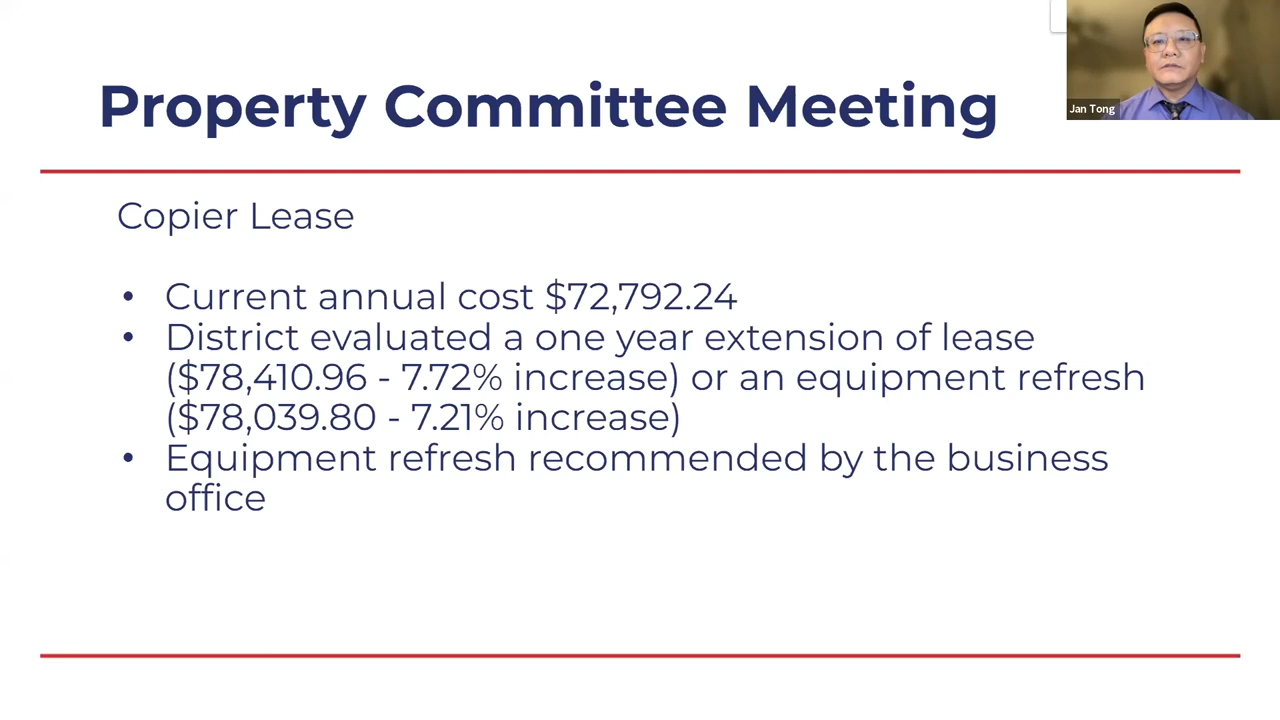 Property Committee Meeting
Jan Tong
Copier Lease
• Current annual cost $72,792.24
• District evaluated a one year extension of lease
($78,410.96 - 7.72% increase) or an equipment refresh
($78,039.80 - 7.21% increase)
• Equipment refresh recommended by the business
office